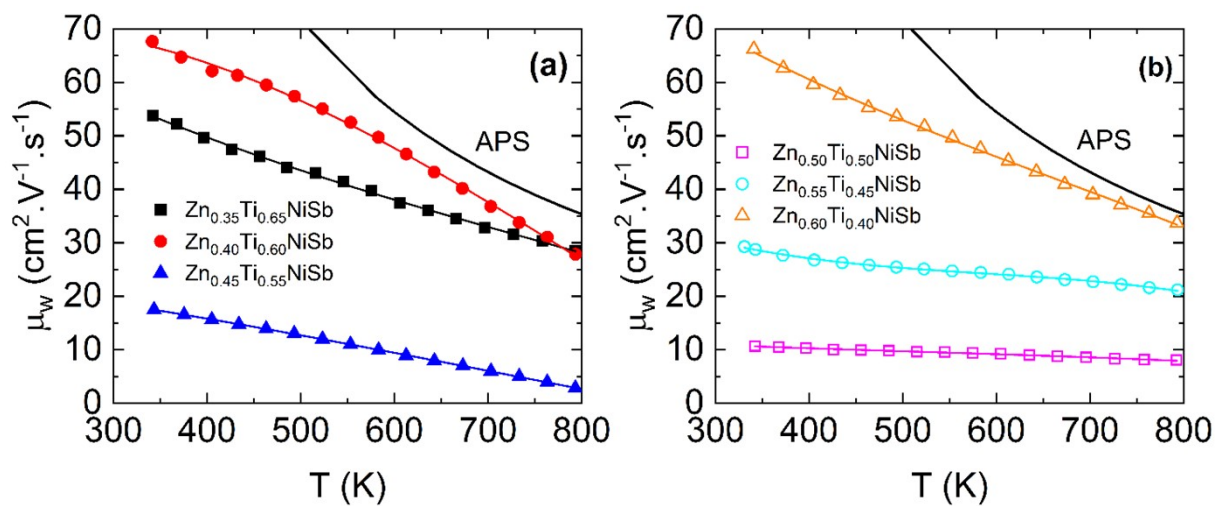 (a)
APS
Zn0.35Ti0.65NiSb
Zn0.40Ti0.60NiSb
Zn0.45Ti0.55NiSb
μw (cm2.V-1.s-1)
70
60
50
40
30
20
10
0
300 400 500 600 700 800
T (K)
(b)
APS
Zn0.50Ti0.50NiSb
Zn0.55Ti0.45NiSb
Zn0.60Ti0.40NiSb
μw (cm2.V-1.s-1)
70
60
50
40
30
20
10
0
300 400 500 600 700 800
T (K)